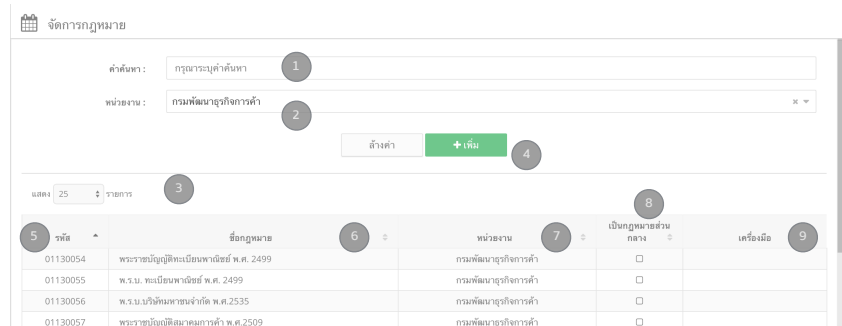 จัดการกฎหมาย
คำค้นหา : กรุณาระบุคำค้นหา 1
หน่วยงาน : กรมพัฒนาธุรกิจการค้า × 2
ล้างค่า + เพิ่ม 4
แสดง 25 รายการ 3
8
5 รหัส ชื่อกฎหมาย 6 หน่วยงาน 7 เป็นกฎหมายส่วนกลาง เครื่องมือ 9
01130054 พระราชบัญญัติทะเบียนพาณิชย์ พ.ศ. 2499 กรมพัฒนาธุรกิจการค้า
01130055 พ.ร.บ. ทะเบียนพาณิชย์ พ.ศ. 2499 กรมพัฒนาธุรกิจการค้า
01130056 พ.ร.บ.บริษัทมหาชนจำกัด พ.ศ.2535 กรมพัฒนาธุรกิจการค้า
01130057 พระราชบัญญัติสมาคมการค้า พ.ศ.2509 กรมพัฒนาธุรกิจการค้า